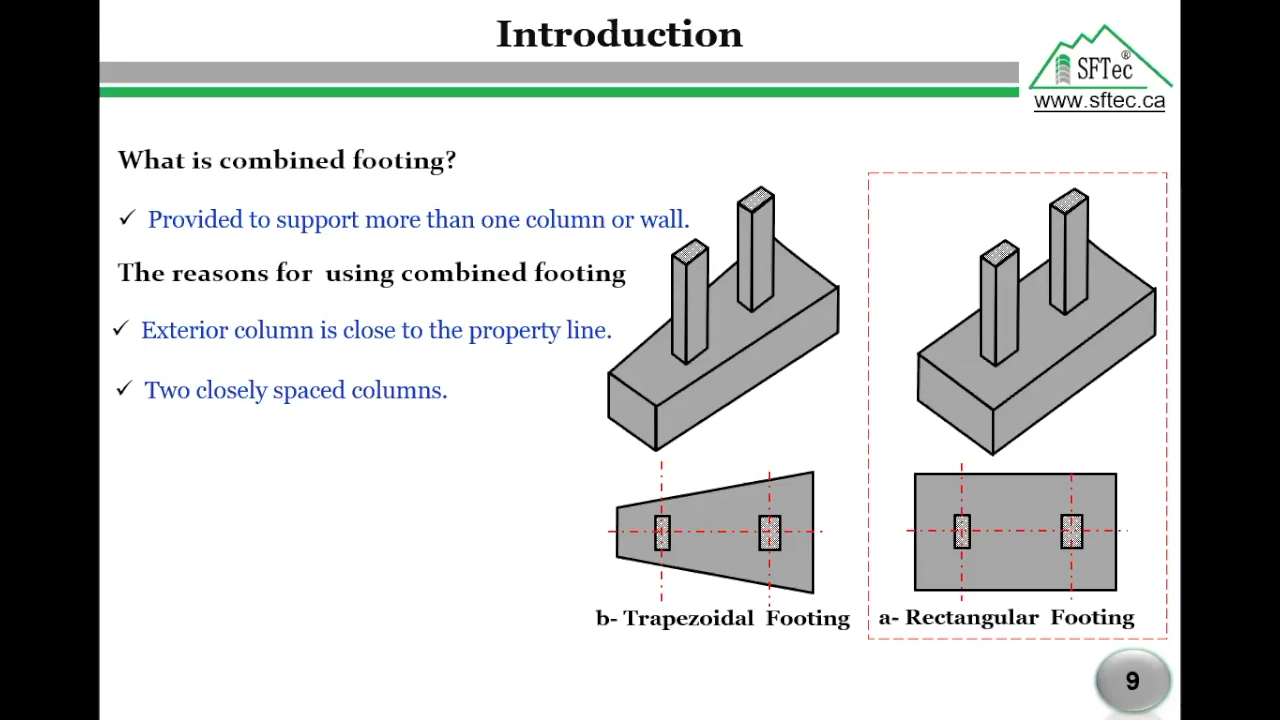 Introduction
SFTec®
www.sftec.ca
What is combined footing?
✓ Provided to support more than one column or wall.
The reasons for using combined footing
✓ Exterior column is close to the property line.
✓ Two closely spaced columns.
b- Trapezoidal Footing
a- Rectangular Footing
9